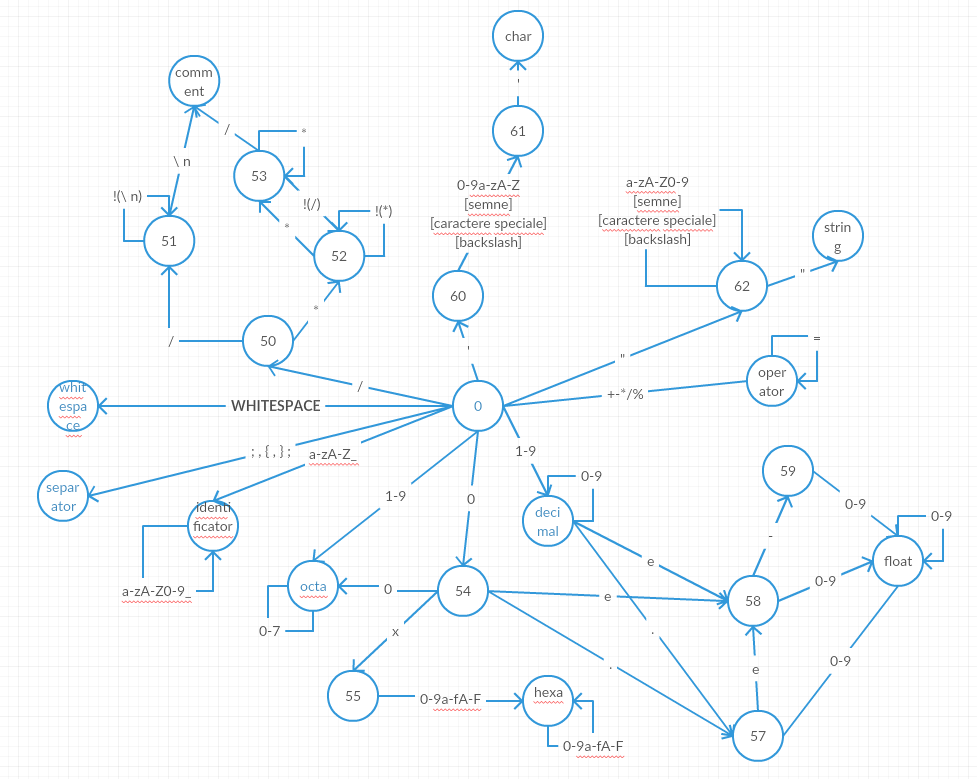 char
comm
ent
'
61
/
*
\ n
53
0-9a-zA-Z
[semne]
[caractere speciale]
[backslash]
a-zA-Z0-9
[semne]
[caractere speciale]
[backslash]
!(\ n)
!(/)
!(*)
*
51
52
strin
g
"
62
60
*
/
50
'
"
=
oper
ator
+-*/%
/
whit
espa
ce
WHITESPACE
0
; , { , } ;
a-zA-Z_
1-9
separ
ator
identi
ficator
1-9
0
deci
mal
0-9
59
0-9
0-9
-
float
e
a-zA-Z0-9_
octa
0
54
e
58
0-9
0-7
x
.
.
e
0-9
55
0-9a-fA-F
hexa
57
0-9a-fA-F